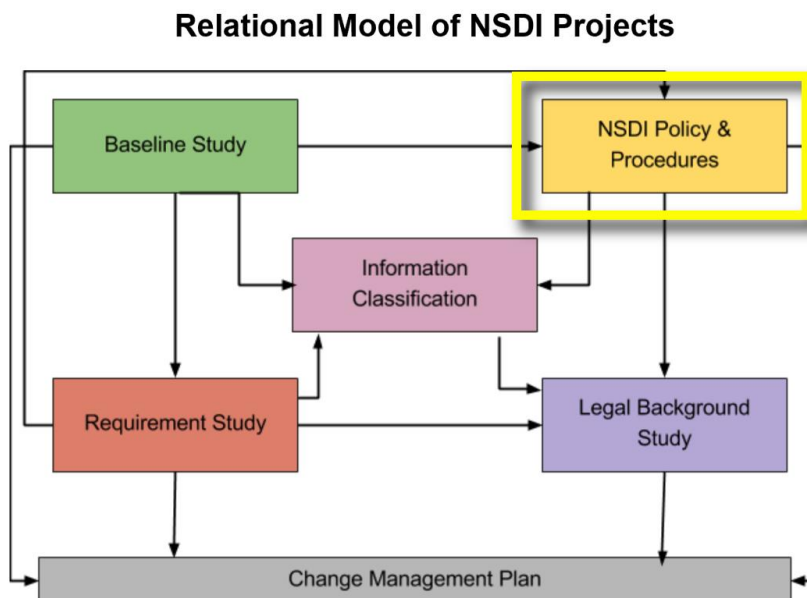 Relational Model of NSDI Projects
Baseline Study
NSDI Policy &
Procedures
Information
Classification
Requirement Study
Legal Background
Study
Change Management Plan